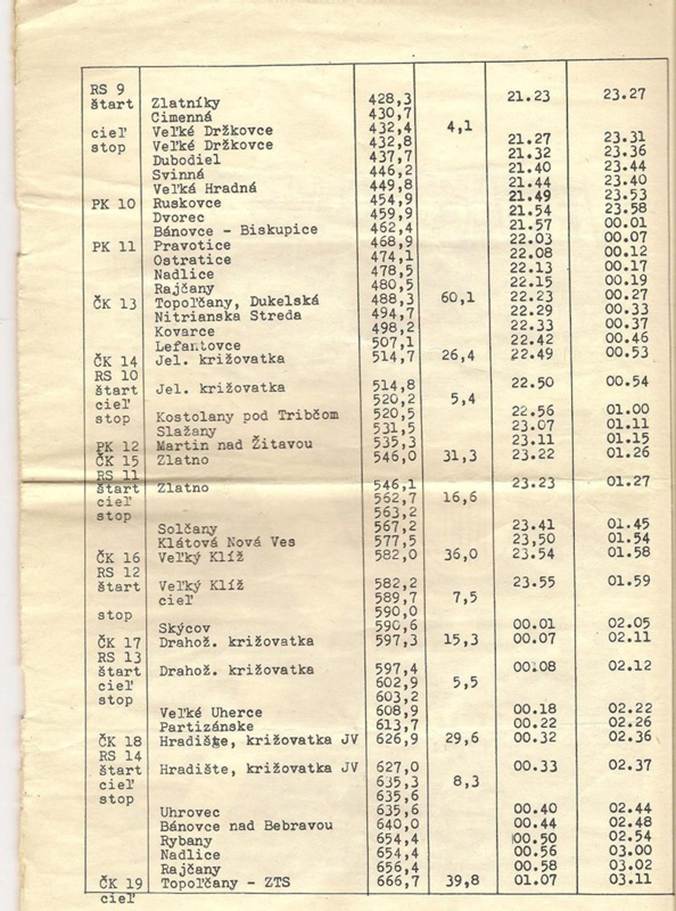 RS 9
štart Zlatníky 428,3 21.23 23.27
Cimenná 430,7
cieľ Veľké Držkovce 432,4 4,1
stop Veľké Držkovce 432,8 21.27 23.31
Dubodiel 437,7 21.32 23.36
Svinná 446,2 21.40 23.44
Veľká Hradná 449,8 21.44 23.40
PK 10 Ruskovce 454,9 21.49 23.53
Dvorec 459,9 21.54 23.58
Bánovce - Biskupice 462,4 21.57 00.01
PK 11 Pravotice 468,9 22.03 00.07
Ostratice 474,1 22.08 00.12
Nadlice 478,5 22.13 00.17
Rajčany 480,5 22.15 00.19
ČK 13 Topoľčany, Dukelská 488,3 60,1 22.23 00.27
Nitrianska Streda 494,7 22.29 00.33
Kovarce 498,2 22.33 00.37
Lefantovce 507,1 22.42 00.46
ČK 14 Jel. križovatka 514,7 26,4 22.49 00.53
RS 10
štart Jel. križovatka 514,8 22.50 00.54
cieľ 520,2 5,4
stop Kostolany pod Tribčom 520,5 22.56 01.00
Slažany 531,5 23.07 01.11
PK 12 Martin nad Žitavou 535,3 23.11 01.15
ČK 15 Zlatno 546,0 31,3 23.22 01.26
RS 11
štart Zlatno 546,1 23.23 01.27
cieľ 562,7 16,6
stop 563,2
Solčany 567,2 23.41 01.45
Klátová Nová Ves 577,5 23,50 01.54
ČK 16 Veľký Klíž 582,0 36,0 23.54 01.58
RS 12
štart Veľký Klíž 582,2 23.55 01.59
cieľ 589,7 7,5
stop 590,0
Skýcov 590,6 00.01 02.05
ČK 17 Drahož. križovatka 597,3 15,3 00.07 02.11
RS 13
štart Drahož. križovatka 597,4 00.08 02.12
cieľ 602,9 5,5
stop 603,2
Veľké Uherce 608,9 00.18 02.22
Partizánske 613,7 00.22 02.26
ČK 18 Hradište, križovatka JV 626,9 29,6 00.32 02.36
RS 14
štart Hradište, križovatka JV 627,0 00.33 02.37
cieľ 635,3 8,3
stop 635,6
Uhrovec 635,6 00.40 02.44
Bánovce nad Bebravou 640,0 00.44 02.48
Rybany 654,4 00.50 02.54
Nadlice 654,4 00.56 03.00
Rajčany 656,4 00.58 03.02
ČK 19 Topoľčany - ZTS 666,7 39,8 01.07 03.11
cieľ